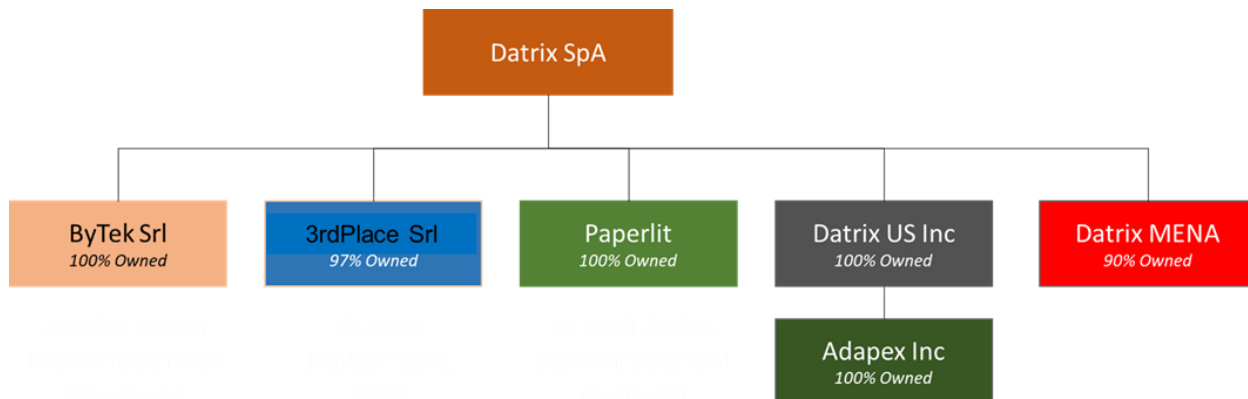 Datrix SpA
ByTek Srl
100% Owned
3rdPlace Srl
97% Owned
Paperlit
100% Owned
Datrix US Inc
100% Owned
Datrix MENA
90% Owned
Adapex Inc
100% Owned